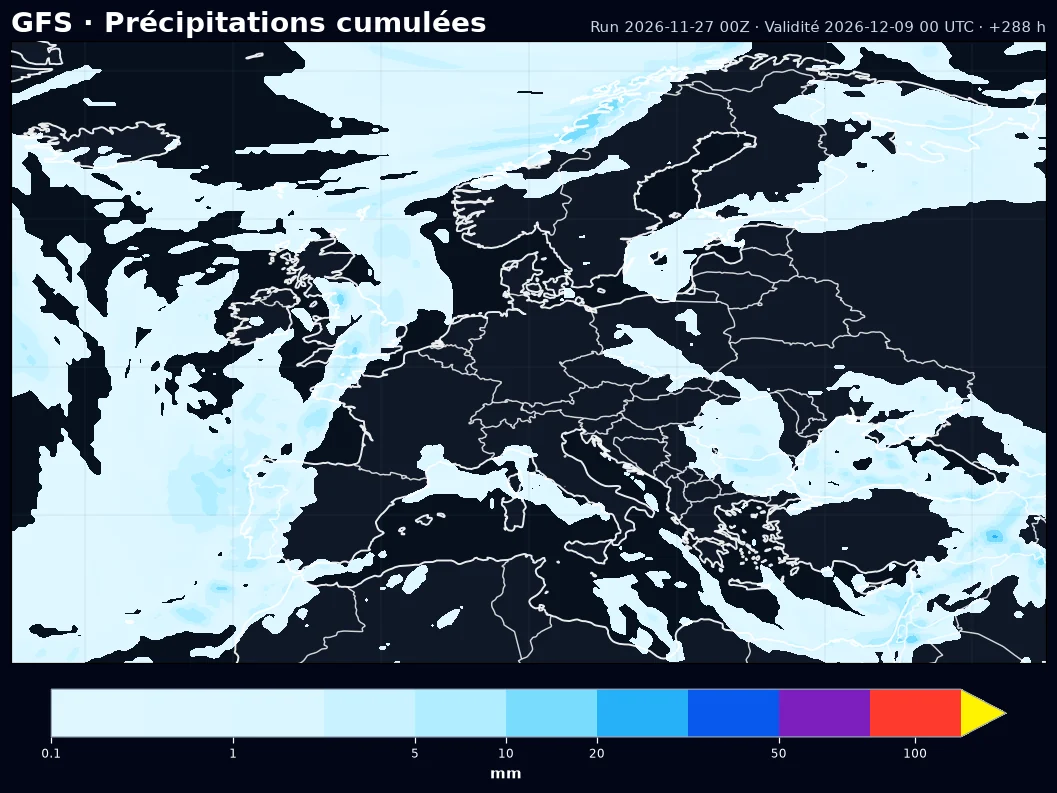 GFS · Précipitations cumulées
Run 2026-11-27 00Z · Validité 2026-12-09 00 UTC · +288 h
0.1 1 5 10 20 50 100
mm